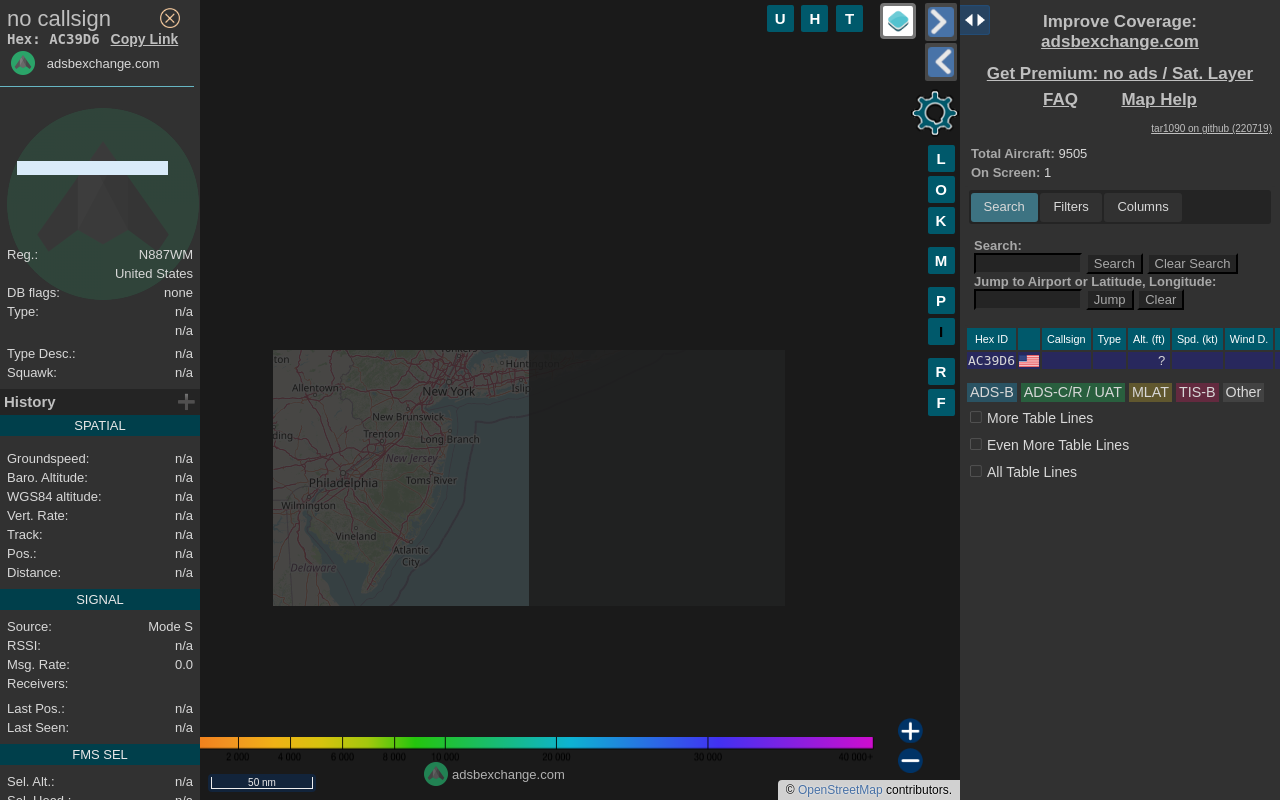 no callsign
Hex: AC39D6 Copy Link
adsbexchange.com
Reg.: N887WM
United States
DB flags: none
Type: n/a
n/a
Type Desc.: n/a
Squawk: n/a
History
SPATIAL
Groundspeed: n/a
Baro. Altitude: n/a
WGS84 altitude: n/a
Vert. Rate: n/a
Track: n/a
Pos.: n/a
Distance: n/a
SIGNAL
Source: Mode S
RSSI: n/a
Msg. Rate: 0.0
Receivers:
Last Pos.: n/a
Last Seen: n/a
FMS SEL
Sel. Alt.: n/a
Sel. Head.: n/a
U H T
L
O
K
M
P
I
R
F
ton
Allentown
New York
Islip
New Brunswick
ding...
Trenton
Long Branch
New Jersey
Philadelphia
Toms River
Wilmington
Vineland
Atlantic
City
Delaware
2 000 4 000 6 000 8 000 10 000 20 000 30 000 40 000+
adsbexchange.com
50 nm
© OpenStreetMap contributors.
Improve Coverage:
adsbexchange.com
Get Premium: no ads / Sat. Layer
FAQ Map Help
tar1090 on github (220719)
Total Aircraft: 9505
On Screen: 1
Search Filters Columns
Search:
Search Clear Search
Jump to Airport or Latitude, Longitude:
Jump Clear
Hex ID Callsign Type Alt. (ft) Spd. (kt) Wind D.
AC39D6 ?
ADS-B ADS-C/R / UAT MLAT TIS-B Other
More Table Lines
Even More Table Lines
All Table Lines